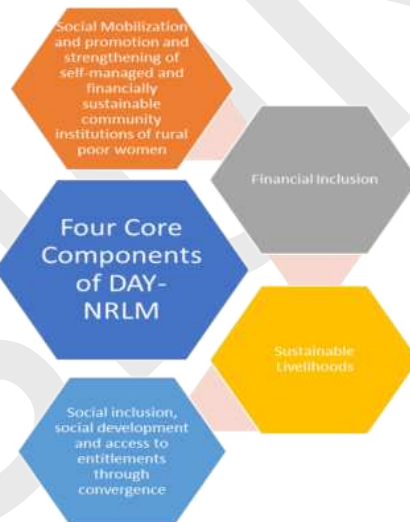 Social Mobilization
and promotion and
strengthening of
self-managed and
financially
sustainable
community
institutions of rural
poor women
Financial Inclusion
Four Core
Components
of DAY-
NRLM
Sustainable
Livelihoods
Social inclusion,
social development
and access to
entitlements
through
convergence